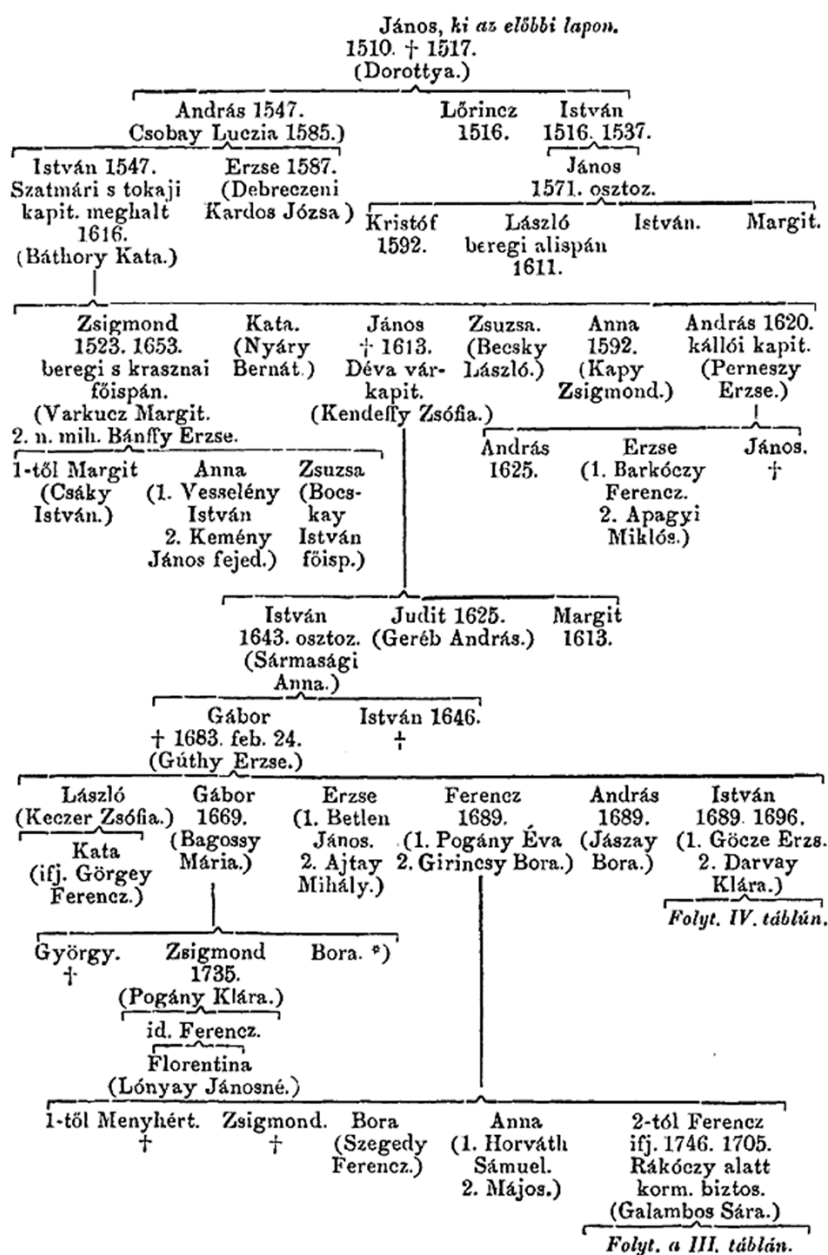 János, ki az előbbi lapon.
1510. † 1517.
(Dorottya.)
András 1547.
Csobay Luczia 1585.)
Lőrincz
1516.
István
1516. 1537.
István 1547.
Szatmári s tokaji
kapit. meghalt
1616.
(Báthory Kata.)
Erzse 1587.
(Debreczeni
Kardos Józsa)
János
1571. osztoz.
Kristóf
1592.
László
beregi alispán
1611.
István.
Margit.
Zsigmond
1523. 1653.
beregi s krasznai
főispán.
(Varkucz Margit.
2. n. mih. Bánffy Erzse.
Kata.
(Nyáry
Bernát.)
János
† 1613.
Déva vár-
kapit.
(Kendeffy Zsófia.)
Zsuzsa.
(Becsky
László.)
Anna
1592.
(Kapy
Zsigmond.)
András 1620.
kállói kapit.
(Perneszy
Erzse.)
1-től Margit
(Csáky
István.)
Anna
(1. Vesselény
István
2. Kemény
János fejed.)
Zsuzsa
(Bocs-
kay
István
főisp.)
András
1625.
Erzse
(1. Barkóczy
Ferencz.
2. Apagyi
Miklós.)
János.
†
István
1643. osztoz.
(Sármasági
Anna.)
Judit 1625.
(Geréb András.)
Margit
1613.
Gábor
† 1683. feb. 24.
(Gúthy Erzse.)
István 1646.
†
László
(Keczer Zsófia.)
Gábor
1669.
(Bagossy
Mária.)
Erzse
(1. Betlen
János.
2. Ajtay
Mihály.)
Ferencz
1689.
(1. Pogány Éva
2. Girincsy Bora.)
András
1689.
(Jászay
Bora.)
István
1689. 1696.
(1. Göcze Erzs.
2. Darvay
Klára.)
Folyt. IV. táblún.
Kata
(ifj. Görgey
Ferencz.)
György.
†
Zsigmond
1735.
(Pogány Klára.)
Bora. *)
id. Ferencz.
Florentina
(Lónyay Jánosné.)
1-től Menyhért.
†
Zsigmond.
†
Bora
(Szegedy
Ferencz.)
Anna
(1. Horváth
Sámuel.
2. Májos.)
2-tól Ferencz
ifj. 1746. 1705.
Rákóczy alatt
korm. biztos.
(Galambos Sára.)
Folyt. a III. táblán.